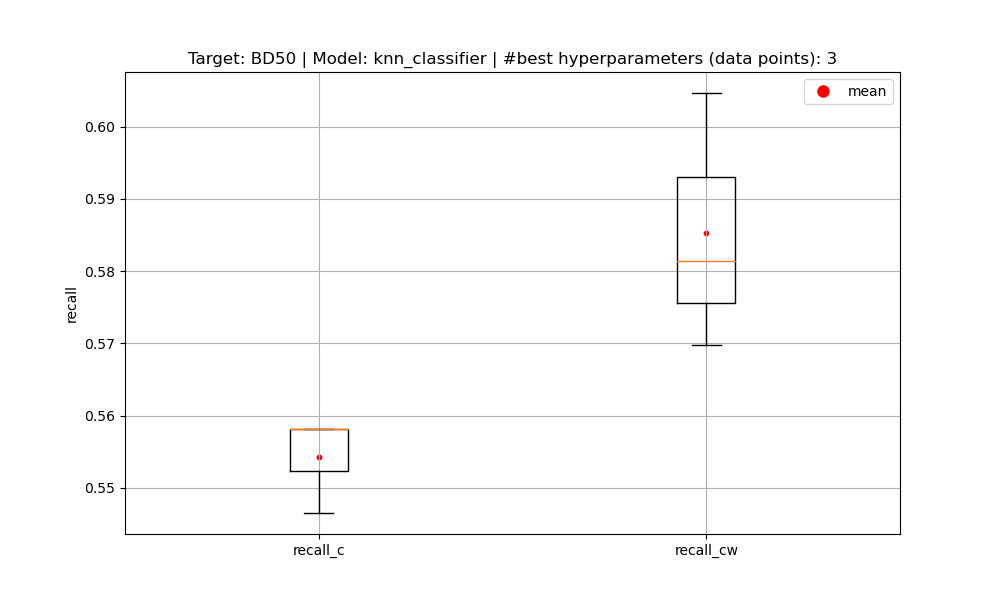 Target: BD50 | Model: knn_classifier | #best hyperparameters (data points): 3
mean
0.60
0.59
0.58
0.57
0.56
0.55
recall
recall_c
recall_cw